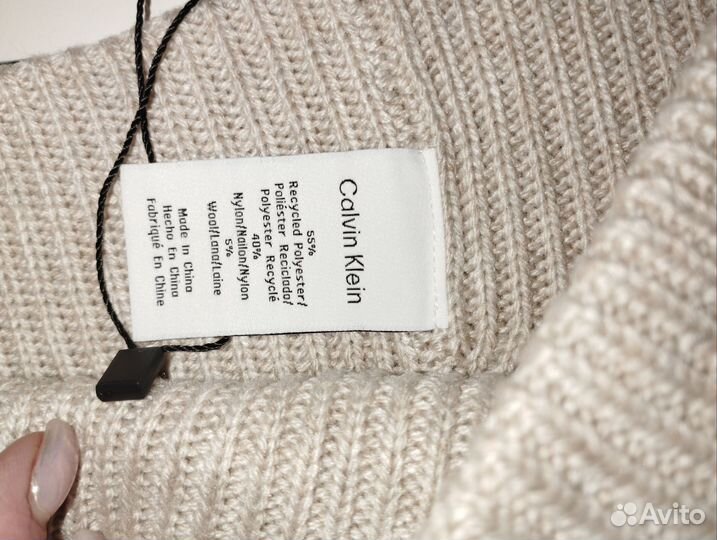 Calvin Klein
55%
Recycled Polyester/
Poliéster Reciclado/
Polyester Recyclé
40%
Nylon/Nailon/Nylon
5%
Wool/Lana/Laine
Made In China
Hecho En China
Fabriqué En Chine
Avito